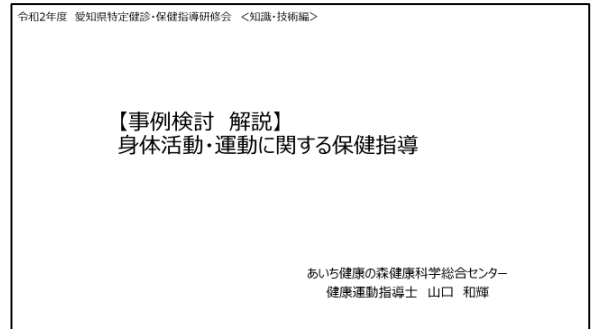 令和2年度 愛知県特定健診・保健指導研修会 <知識・技術編>
【事例検討 解説】
身体活動・運動に関する保健指導
あいち健康の森健康科学総合センター
健康運動指導士 山口 和輝